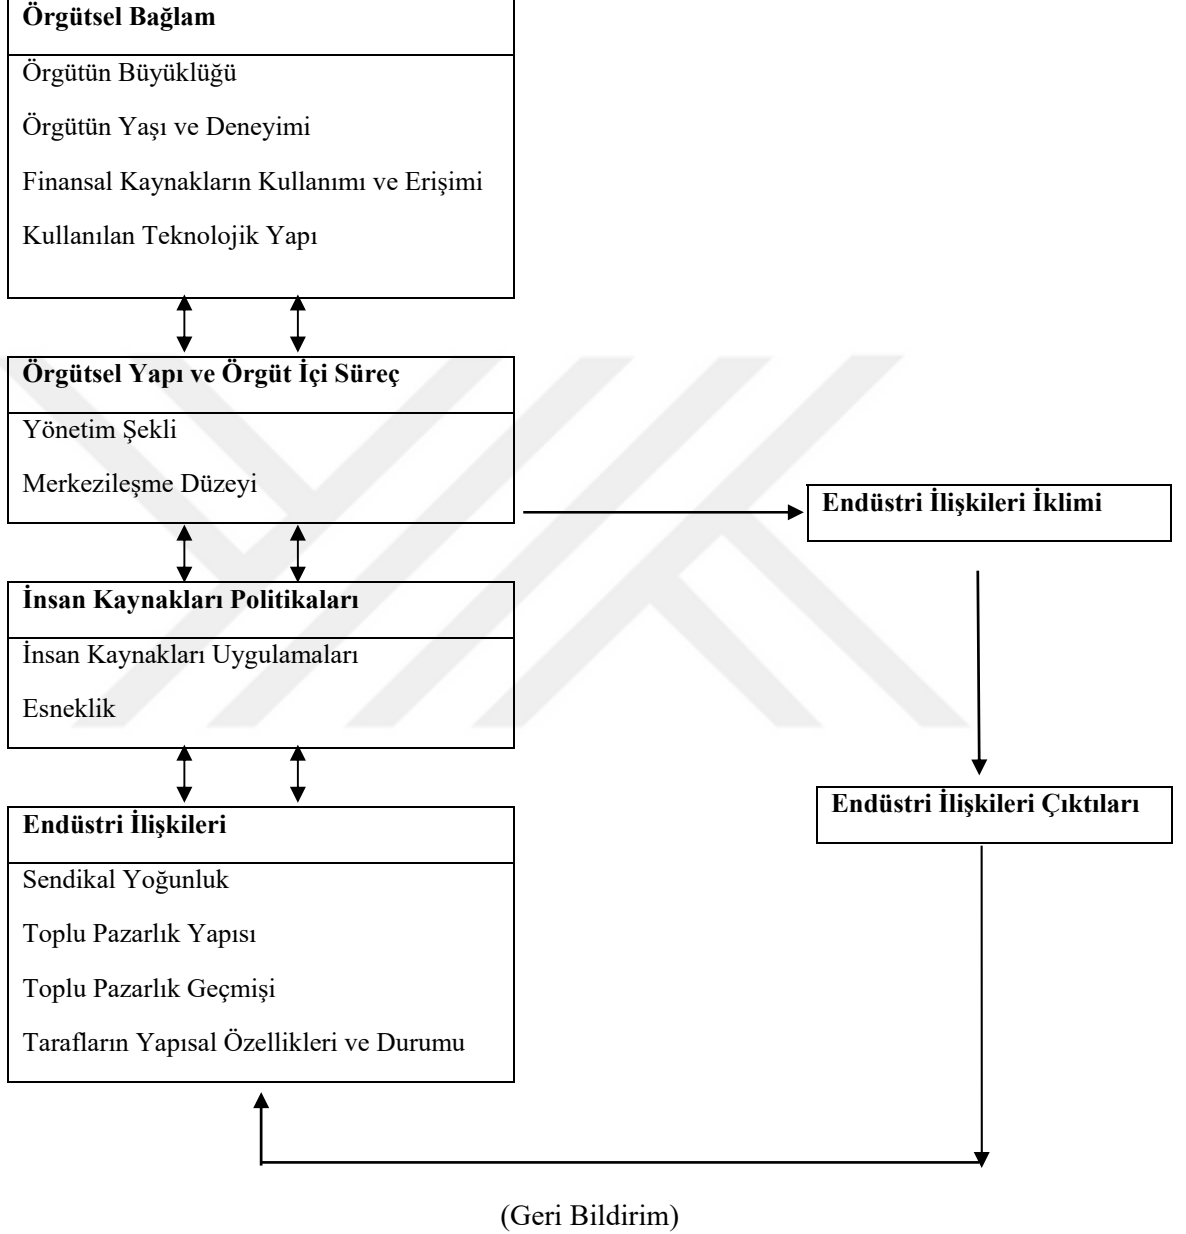 Örgütsel Bağlam
Örgütün Büyüklüğü
Örgütün Yaşı ve Deneyimi
Finansal Kaynakların Kullanımı ve Erişimi
Kullanılan Teknolojik Yapı
Örgütsel Yapı ve Örgüt İçi Süreç
Yönetim Şekli
Merkezileşme Düzeyi
Endüstri İlişkileri İklimi
İnsan Kaynakları Politikaları
İnsan Kaynakları Uygulamaları
Esneklik
Endüstri İlişkileri Çıktıları
Endüstri İlişkileri
Sendikal Yoğunluk
Toplu Pazarlık Yapısı
Toplu Pazarlık Geçmişi
Tarafların Yapısal Özellikleri ve Durumu
(Geri Bildirim)